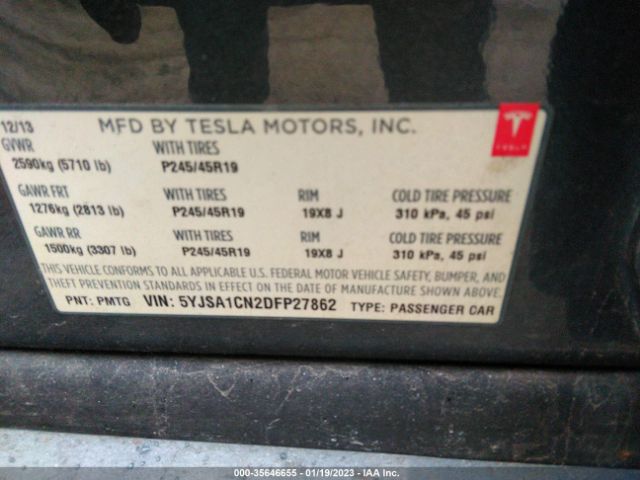 12/13 MFD BY TESLA MOTORS, INC.
TESLA
GVWR WITH TIRES
2590kg (5710 lb) P245/45R19
GAWR FRT WITH TIRES RIM COLD TIRE PRESSURE
1276kg (2813 lb) P245/45R19 19X8 J 310 kPa, 45 psi
GAWR RR WITH TIRES RIM COLD TIRE PRESSURE
1500kg (3307 lb) P245/45R19 19X8 J 310 kPa, 45 psi
THIS VEHICLE CONFORMS TO ALL APPLICABLE U.S. FEDERAL MOTOR VEHICLE SAFETY, BUMPER, AND
THEFT PREVENTION STANDARDS IN EFFECT ON THE DATE OF MANUFACTURE SHOWN ABOVE.
PNT: PMTG VIN: 5YJSA1CN2DFP27862 TYPE: PASSENGER CAR
000-35646655 - 01/19/2023 - IAA Inc.